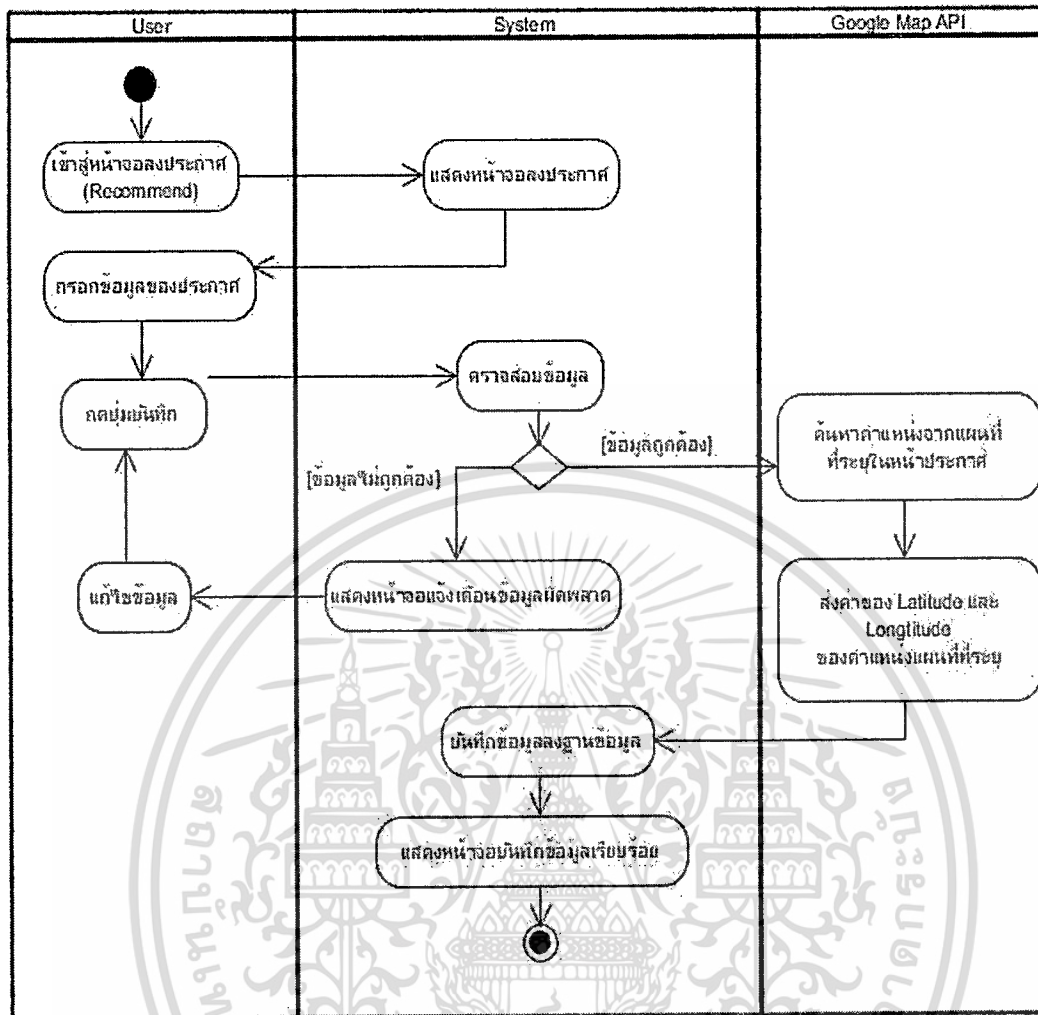 User
System
Google Map API
เข้าสู่หน้าจอลงประกาศ
(Recommend)
แสดงหน้าจอลงประกาศ
กรอกข้อมูลของประกาศ
กดปุ่มบันทึก
ตรวจสอบข้อมูล
[ข้อมูลถูกต้อง]
[ข้อมูลไม่ถูกต้อง]
ค้นหาตำแหน่งจากแผนที่
ที่ระบุในหน้าประกาศ
แก้ไขข้อมูล
แสดงหน้าจอแจ้งเตือนข้อมูลผิดพลาด
ส่งค่าของ Latitude และ
Longtitude
ของตำแหน่งแผนที่ที่ระบุ
บันทึกข้อมูลลงฐานข้อมูล
แสดงหน้าจอบันทึกข้อมูลเรียบร้อย